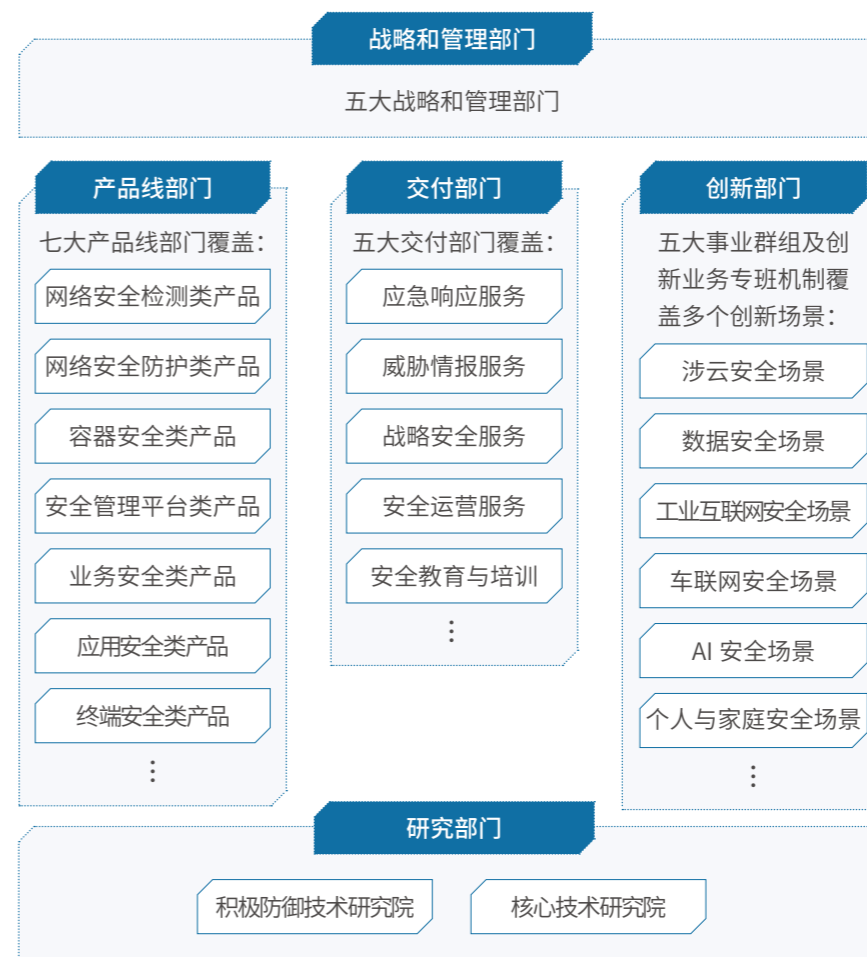 战略和管理部门
五大战略和管理部门
产品线部门
七大产品线部门覆盖：
网络安全检测类产品
网络安全防护类产品
容器安全类产品
安全管理平台类产品
业务安全类产品
应用安全类产品
终端安全类产品
⋮
交付部门
五大交付部门覆盖：
应急响应服务
威胁情报服务
战略安全服务
安全运营服务
安全教育与培训
⋮
创新部门
五大事业群组及创
新业务专班机制覆
盖多个创新场景：
涉云安全场景
数据安全场景
工业互联网安全场景
车联网安全场景
AI 安全场景
个人与家庭安全场景
⋮
研究部门
积极防御技术研究院
核心技术研究院